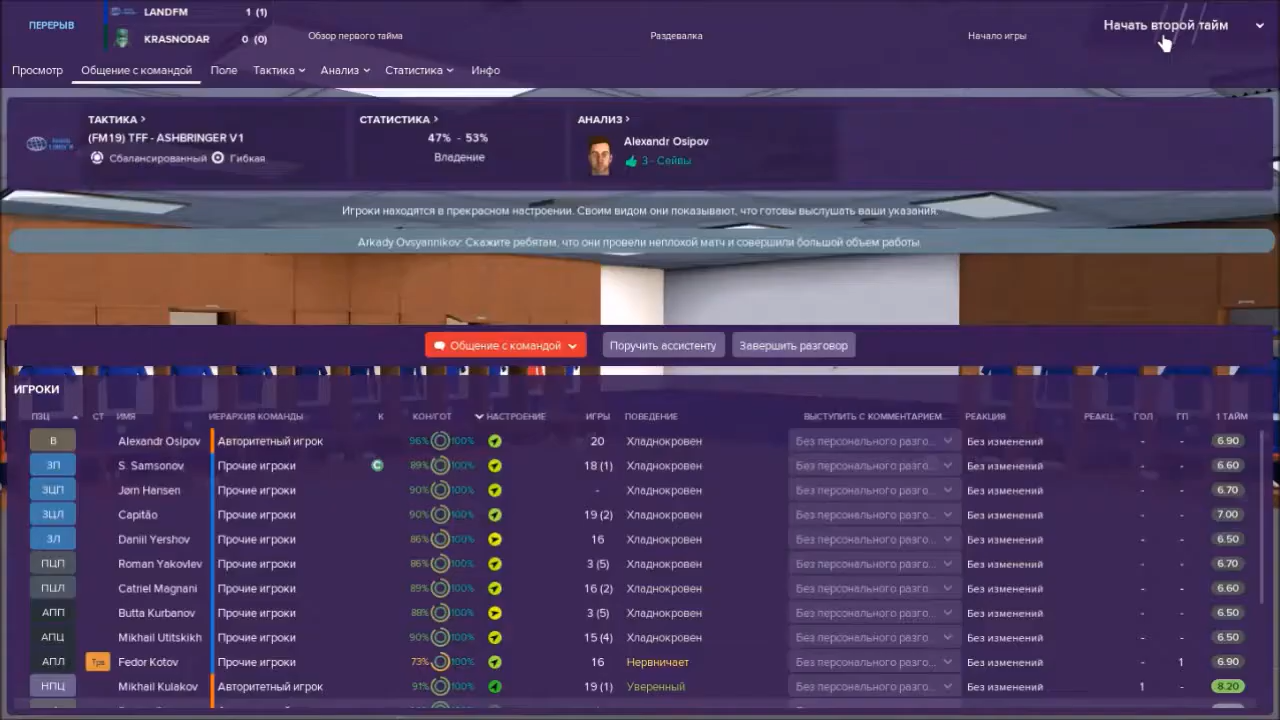 ПЕРЕРЫВ
LANDFM 1 (1)
KRASNODAR 0 (0)
Обзор первого тайма Раздевалка Начало игры
Начать второй тайм
Просмотр Общение с командой Поле Тактика Анализ Статистика Инфо
ТАКТИКА > СТАТИСТИКА > АНАЛИЗ >
(FM19) TFF - ASHBRINGER V1
Сбалансированный Гибкая
47% - 53%
Владение
Alexandr Osipov
3 - Сейвы
Игроки находятся в прекрасном настроении. Своим видом они показывают, что готовы выслушать ваши указания.
Arkady Ovsyannikov: Скажите ребятам, что они провели неплохой матч и совершили большой объем работы.
Общение с командой Поручить ассистенту Завершить разговор
ИГРОКИ
ПЗЦ СТ ИМЯ ИЕРАРХИЯ КОМАНДЫ К КОН/ГОТ НАСТРОЕНИЕ ИГРЫ ПОВЕДЕНИЕ ВЫСТУПИТЬ С КОММЕНТАРИЕМ... РЕАКЦИЯ РЕАКЦ. ГОЛ ГП 1 ТАЙМ
В Alexandr Osipov Авторитетный игрок 96% 100% 20 Хладнокровен Без персонального разго... Без изменений - - 6.90
ЗП S. Samsonov Прочие игроки C 89% 100% 18 (1) Хладнокровен Без персонального разго... Без изменений - - 6.60
ЗЦП Jørn Hansen Прочие игроки 90% 100% - Хладнокровен Без персонального разго... Без изменений - - 6.70
ЗЦЛ Capitão Прочие игроки 90% 100% 19 (2) Хладнокровен Без персонального разго... Без изменений - - 7.00
ЗЛ Daniil Yershov Прочие игроки 86% 100% 16 Хладнокровен Без персонального разго... Без изменений - - 6.50
ПЦП Roman Yakovlev Прочие игроки 86% 100% 3 (5) Хладнокровен Без персонального разго... Без изменений - - 6.70
ПЦЛ Catriel Magnani Прочие игроки 89% 100% 16 (2) Хладнокровен Без персонального разго... Без изменений - - 6.60
АПП Butta Kurbanov Прочие игроки 88% 100% 3 (5) Хладнокровен Без персонального разго... Без изменений - - 6.50
АПЦ Mikhail Utitskikh Прочие игроки 90% 100% 15 (4) Хладнокровен Без персонального разго... Без изменений - - 6.50
АПЛ Трв Fedor Kotov Прочие игроки 73% 100% 16 Нервничает Без персонального разго... Без изменений - 1 6.90
НПЦ Mikhail Kulakov Авторитетный игрок 91% 100% 19 (1) Уверенный Без персонального разго... Без изменений 1 - 8.20